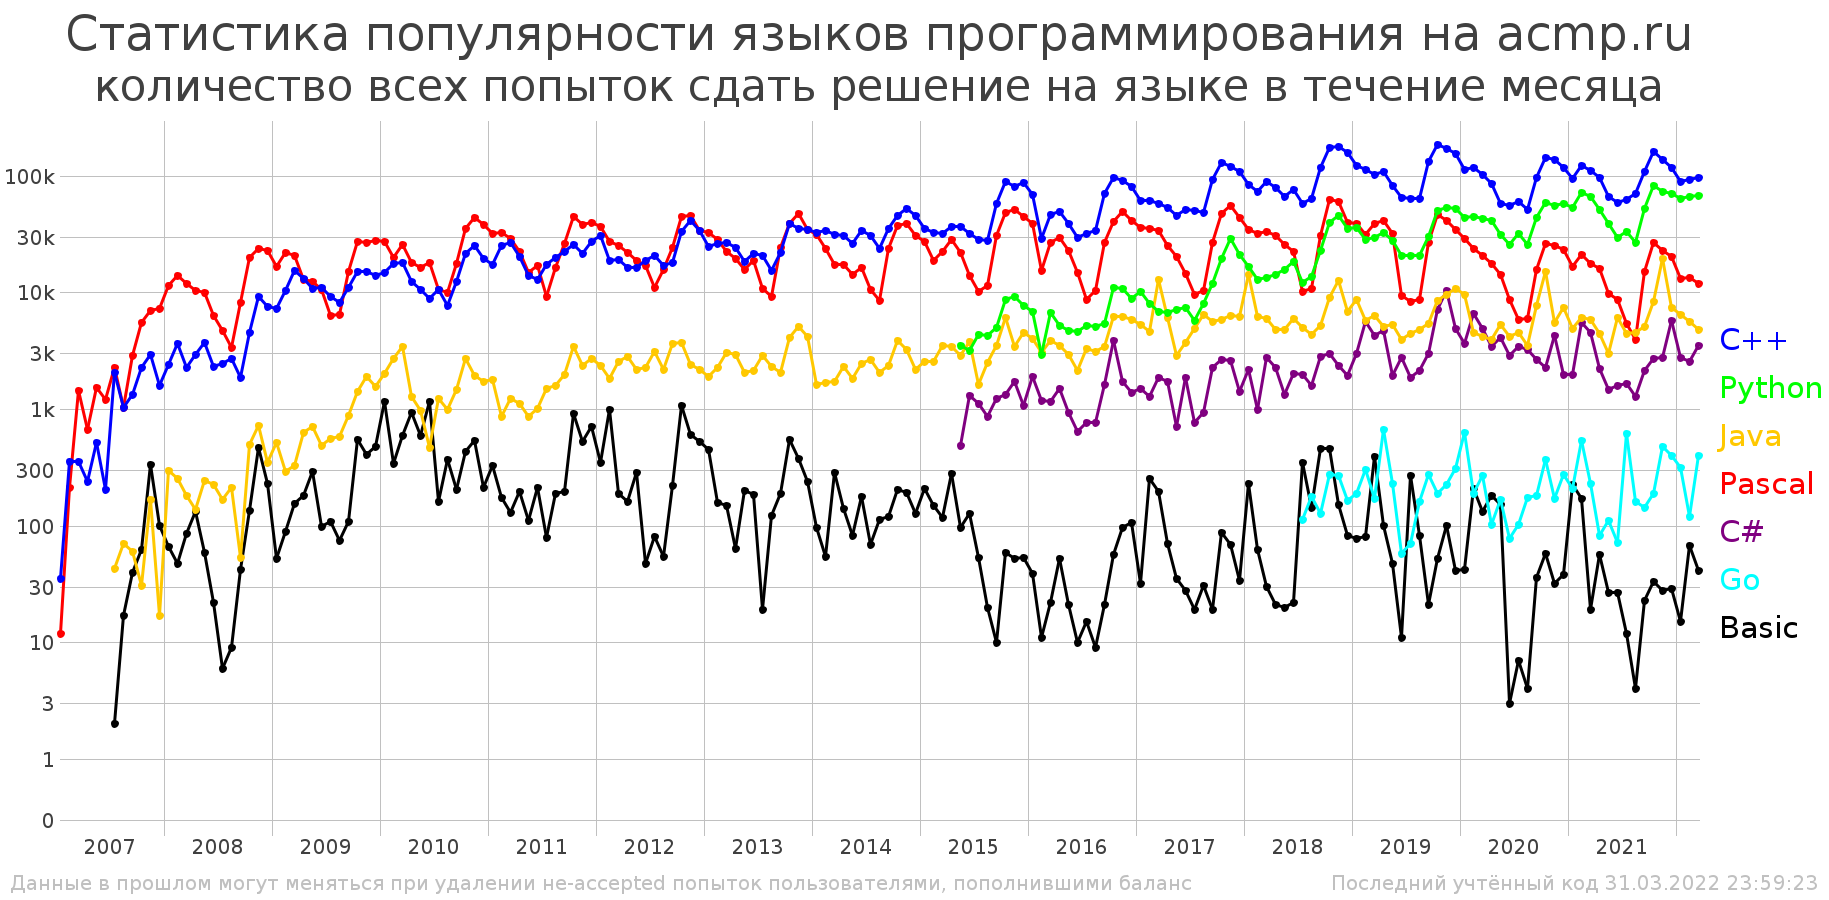 Статистика популярности языков программирования на acmp.ru
количество всех попыток сдать решение на языке в течение месяца
100k
30k
10k
3k
1k
300
100
30
10
3
1
0
C++
Python
Java
Pascal
C#
Go
Basic
2007 2008 2009 2010 2011 2012 2013 2014 2015 2016 2017 2018 2019 2020 2021
Данные в прошлом могут меняться при удалении не-accepted попыток пользователями, пополнившими баланс
Последний учтённый код 31.03.2022 23:59:23